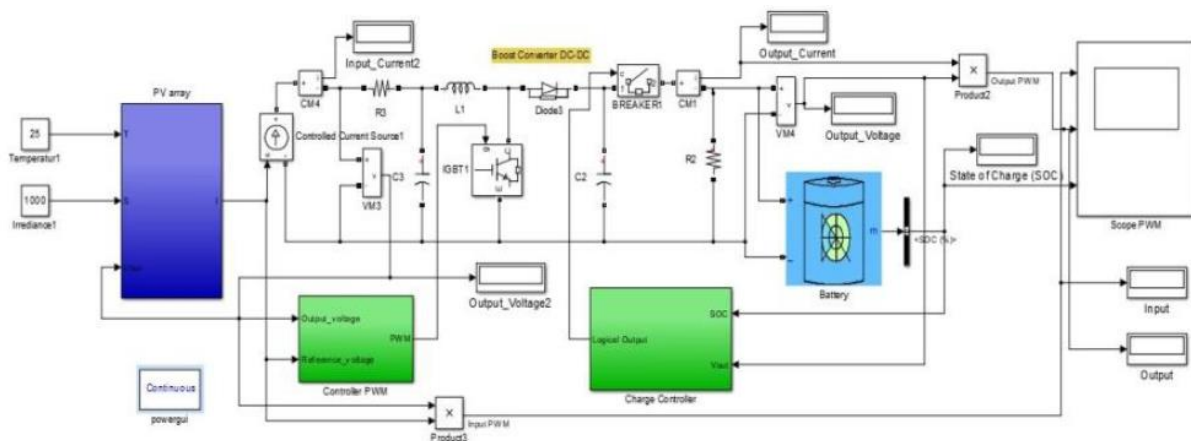 Input_Current2
Boost Converter DC-DC
Output_Current
Output PWM
Product2
PV array
CM4
R3
L1
Diode3
BREAKER1
CM1
VM4
Output_Voltage
25
Temperatur1
T
Controlled Current Source1
IGBT1
C3
VM3
C2
R2
State of Charge (SOC)
1000
Irrediance1
S
I
m
<SOC (%)>
Scope PWM
Battery
Output_Voltage2
Input
Output_voltage
PWM
Reference_voltage
Controller PWM
SOC
Logical Output
Vout
Charge Controller
Output
Continuous
powergui
Input PWM
Product3